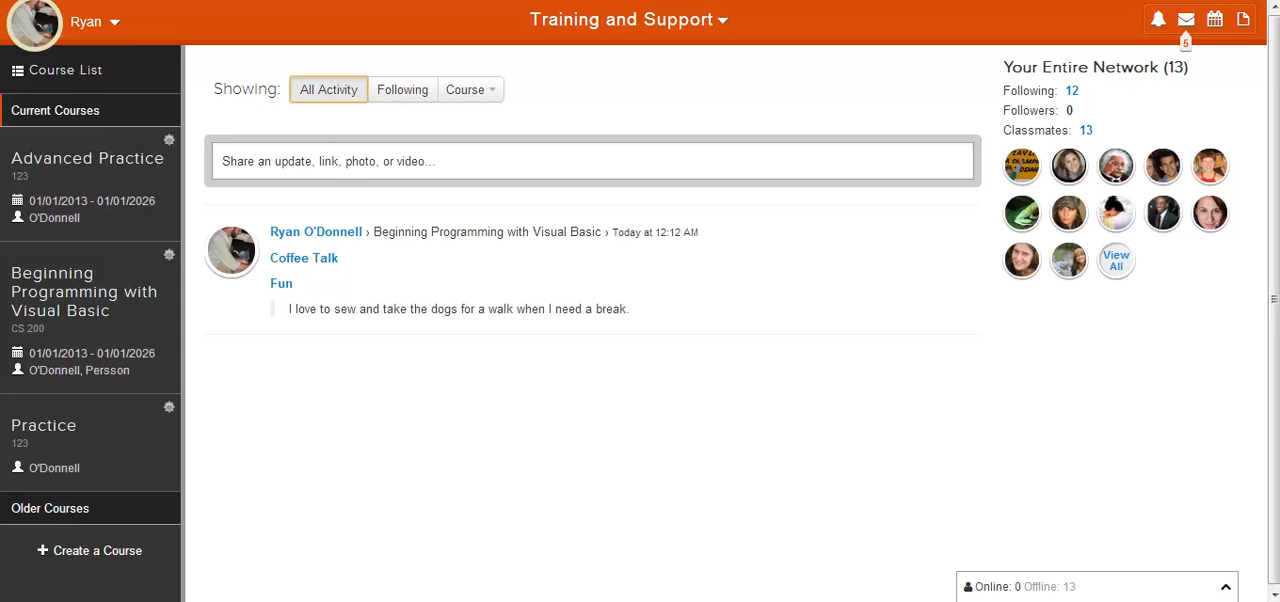 Ryan
Training and Support
5
Course List
Current Courses
Advanced Practice
123
01/01/2013 - 01/01/2026
O'Donnell
Beginning
Programming with
Visual Basic
CS 200
01/01/2013 - 01/01/2026
O'Donnell, Persson
Practice
123
O'Donnell
Older Courses
Create a Course
Showing: All Activity Following Course
Share an update, link, photo, or video...
Ryan O'Donnell › Beginning Programming with Visual Basic › Today at 12:12 AM
Coffee Talk
Fun
I love to sew and take the dogs for a walk when I need a break.
Your Entire Network (13)
Following: 12
Followers: 0
Classmates: 13
View
All
Online: 0 Offline: 13